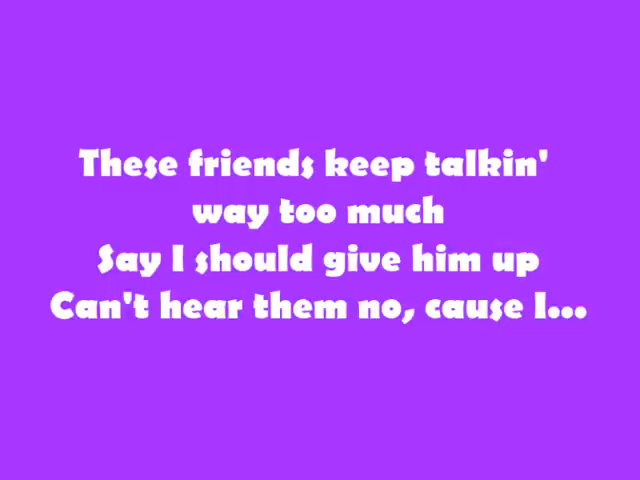 These friends keep talkin'
way too much
Say I should give him up
Can't hear them no, cause I...